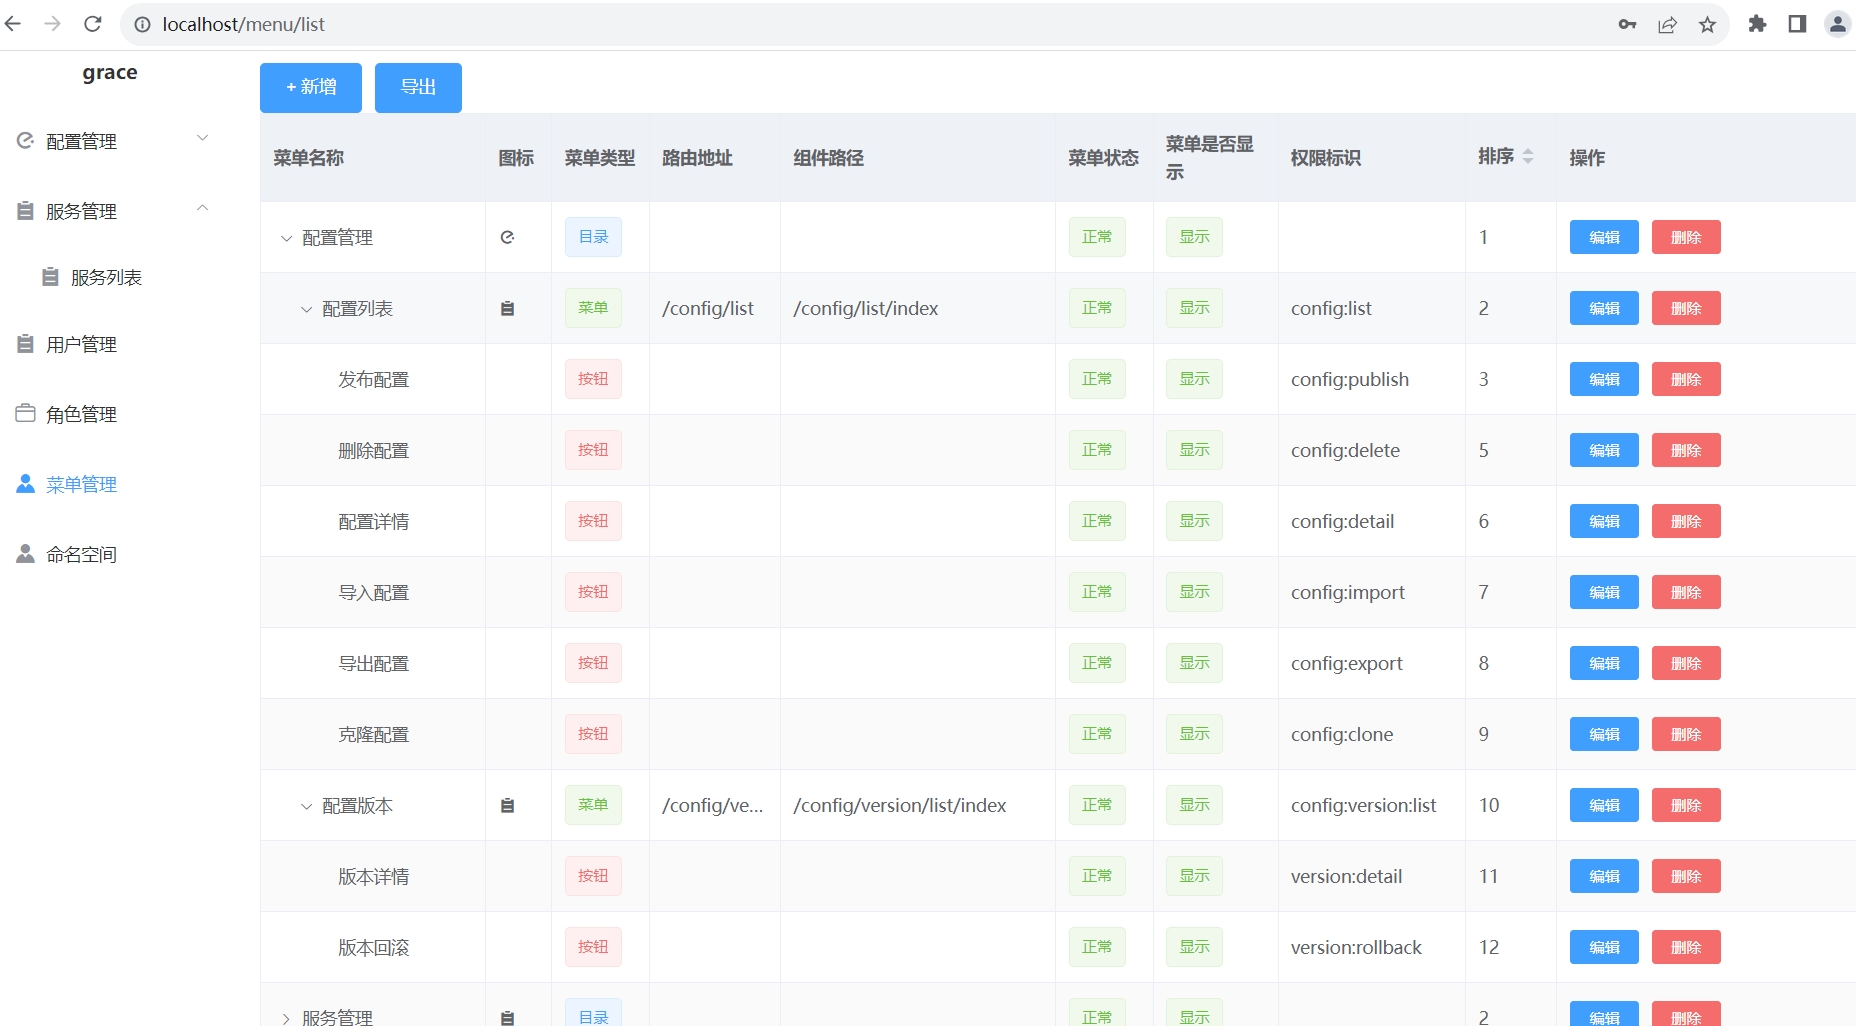 localhost/menu/list
grace
配置管理
服务管理
服务列表
用户管理
角色管理
菜单管理
命名空间
+ 新增 导出
菜单名称 图标 菜单类型 路由地址 组件路径 菜单状态 菜单是否显示 权限标识 排序 操作
配置管理 目录 正常 显示 1 编辑 删除
配置列表 菜单 /config/list /config/list/index 正常 显示 config:list 2 编辑 删除
发布配置 按钮 正常 显示 config:publish 3 编辑 删除
删除配置 按钮 正常 显示 config:delete 5 编辑 删除
配置详情 按钮 正常 显示 config:detail 6 编辑 删除
导入配置 按钮 正常 显示 config:import 7 编辑 删除
导出配置 按钮 正常 显示 config:export 8 编辑 删除
克隆配置 按钮 正常 显示 config:clone 9 编辑 删除
配置版本 菜单 /config/ve... /config/version/list/index 正常 显示 config:version:list 10 编辑 删除
版本详情 按钮 正常 显示 version:detail 11 编辑 删除
版本回滚 按钮 正常 显示 version:rollback 12 编辑 删除
服务管理 目录 正常 显示 2 编辑 删除